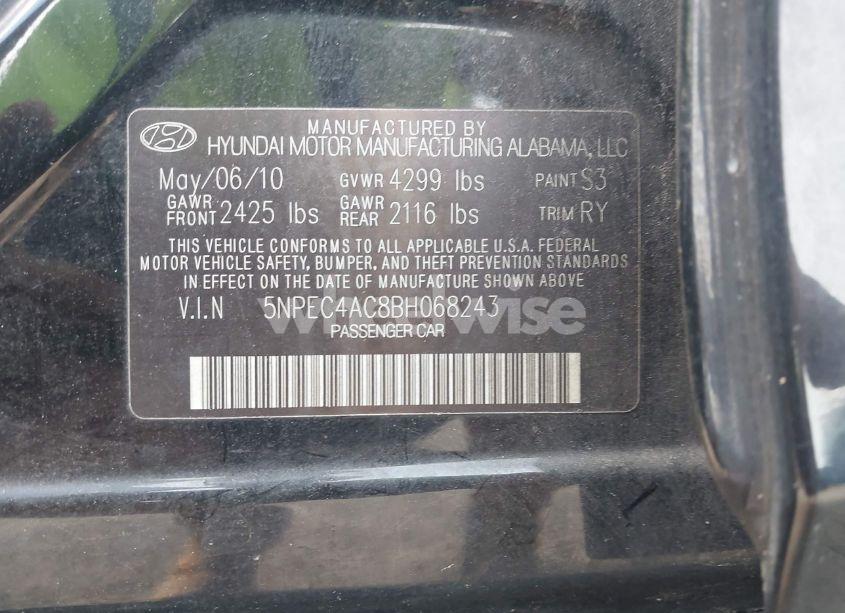 MANUFACTURED BY
HYUNDAI MOTOR MANUFACTURING ALABAMA, LLC
May/06/10 GVWR 4299 lbs PAINT S3
GAWR FRONT 2425 lbs GAWR REAR 2116 lbs TRIM RY
THIS VEHICLE CONFORMS TO ALL APPLICABLE U.S.A. FEDERAL
MOTOR VEHICLE SAFETY, BUMPER, AND THEFT PREVENTION STANDARDS
IN EFFECT ON THE DATE OF MANUFACTURE SHOWN ABOVE
V.I.N 5NPEC4AC8BH068243
PASSENGER CAR